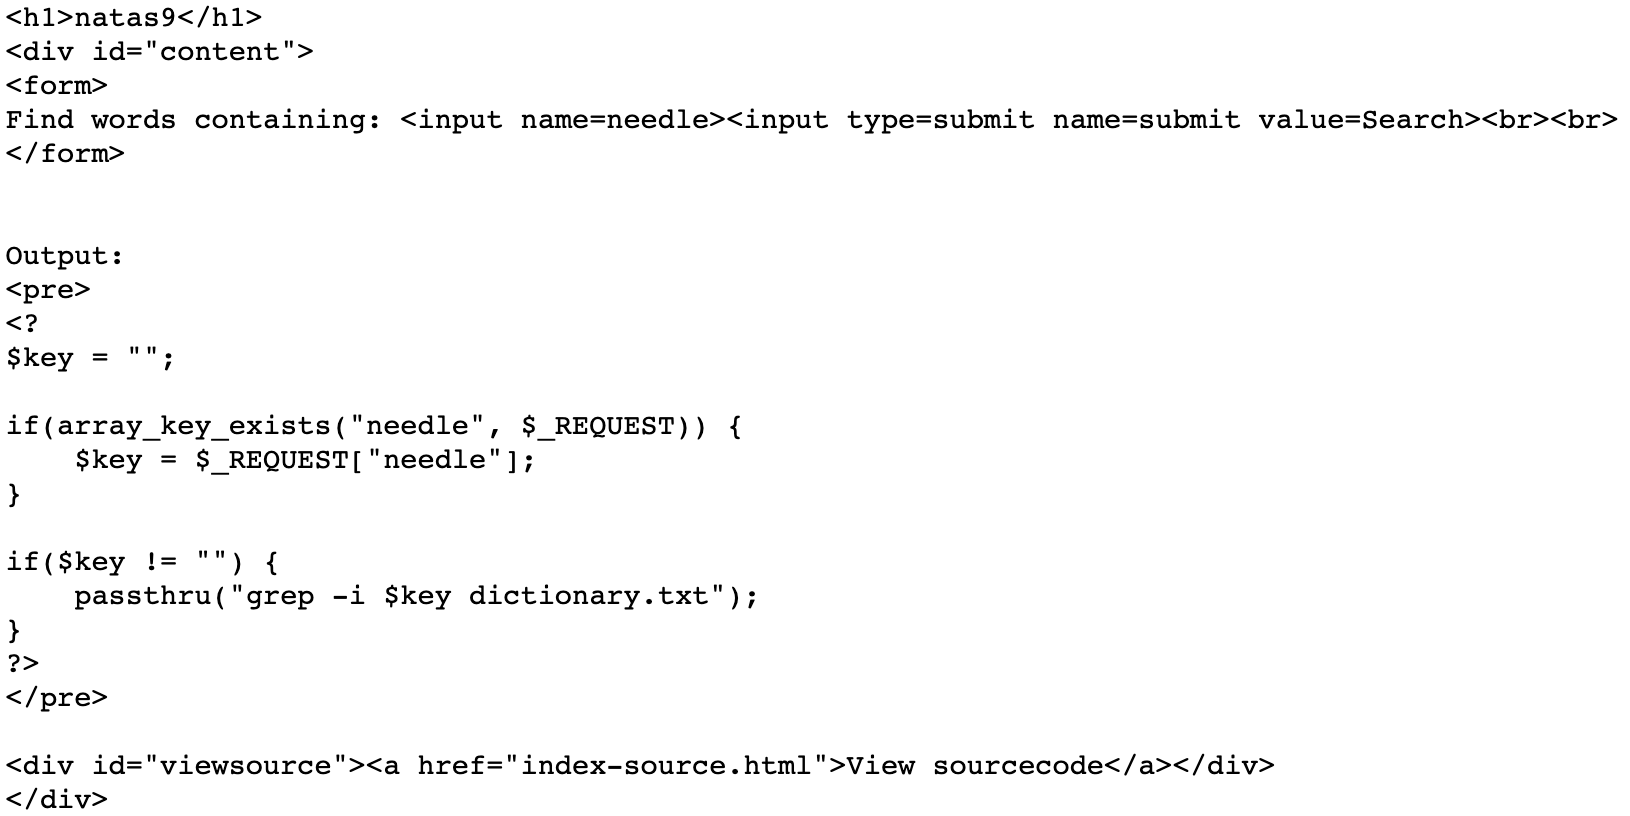 <h1>natas9</h1>
<div id="content">
<form>
Find words containing: <input name=needle><input type=submit name=submit value=Search><br><br>
</form>
Output:
<pre>
<?
$key = "";
if(array_key_exists("needle", $_REQUEST)) {
    $key = $_REQUEST["needle"];
}
if($key != "") {
    passthru("grep -i $key dictionary.txt");
}
?>
</pre>
<div id="viewsource"><a href="index-source.html">View sourcecode</a></div>
</div>